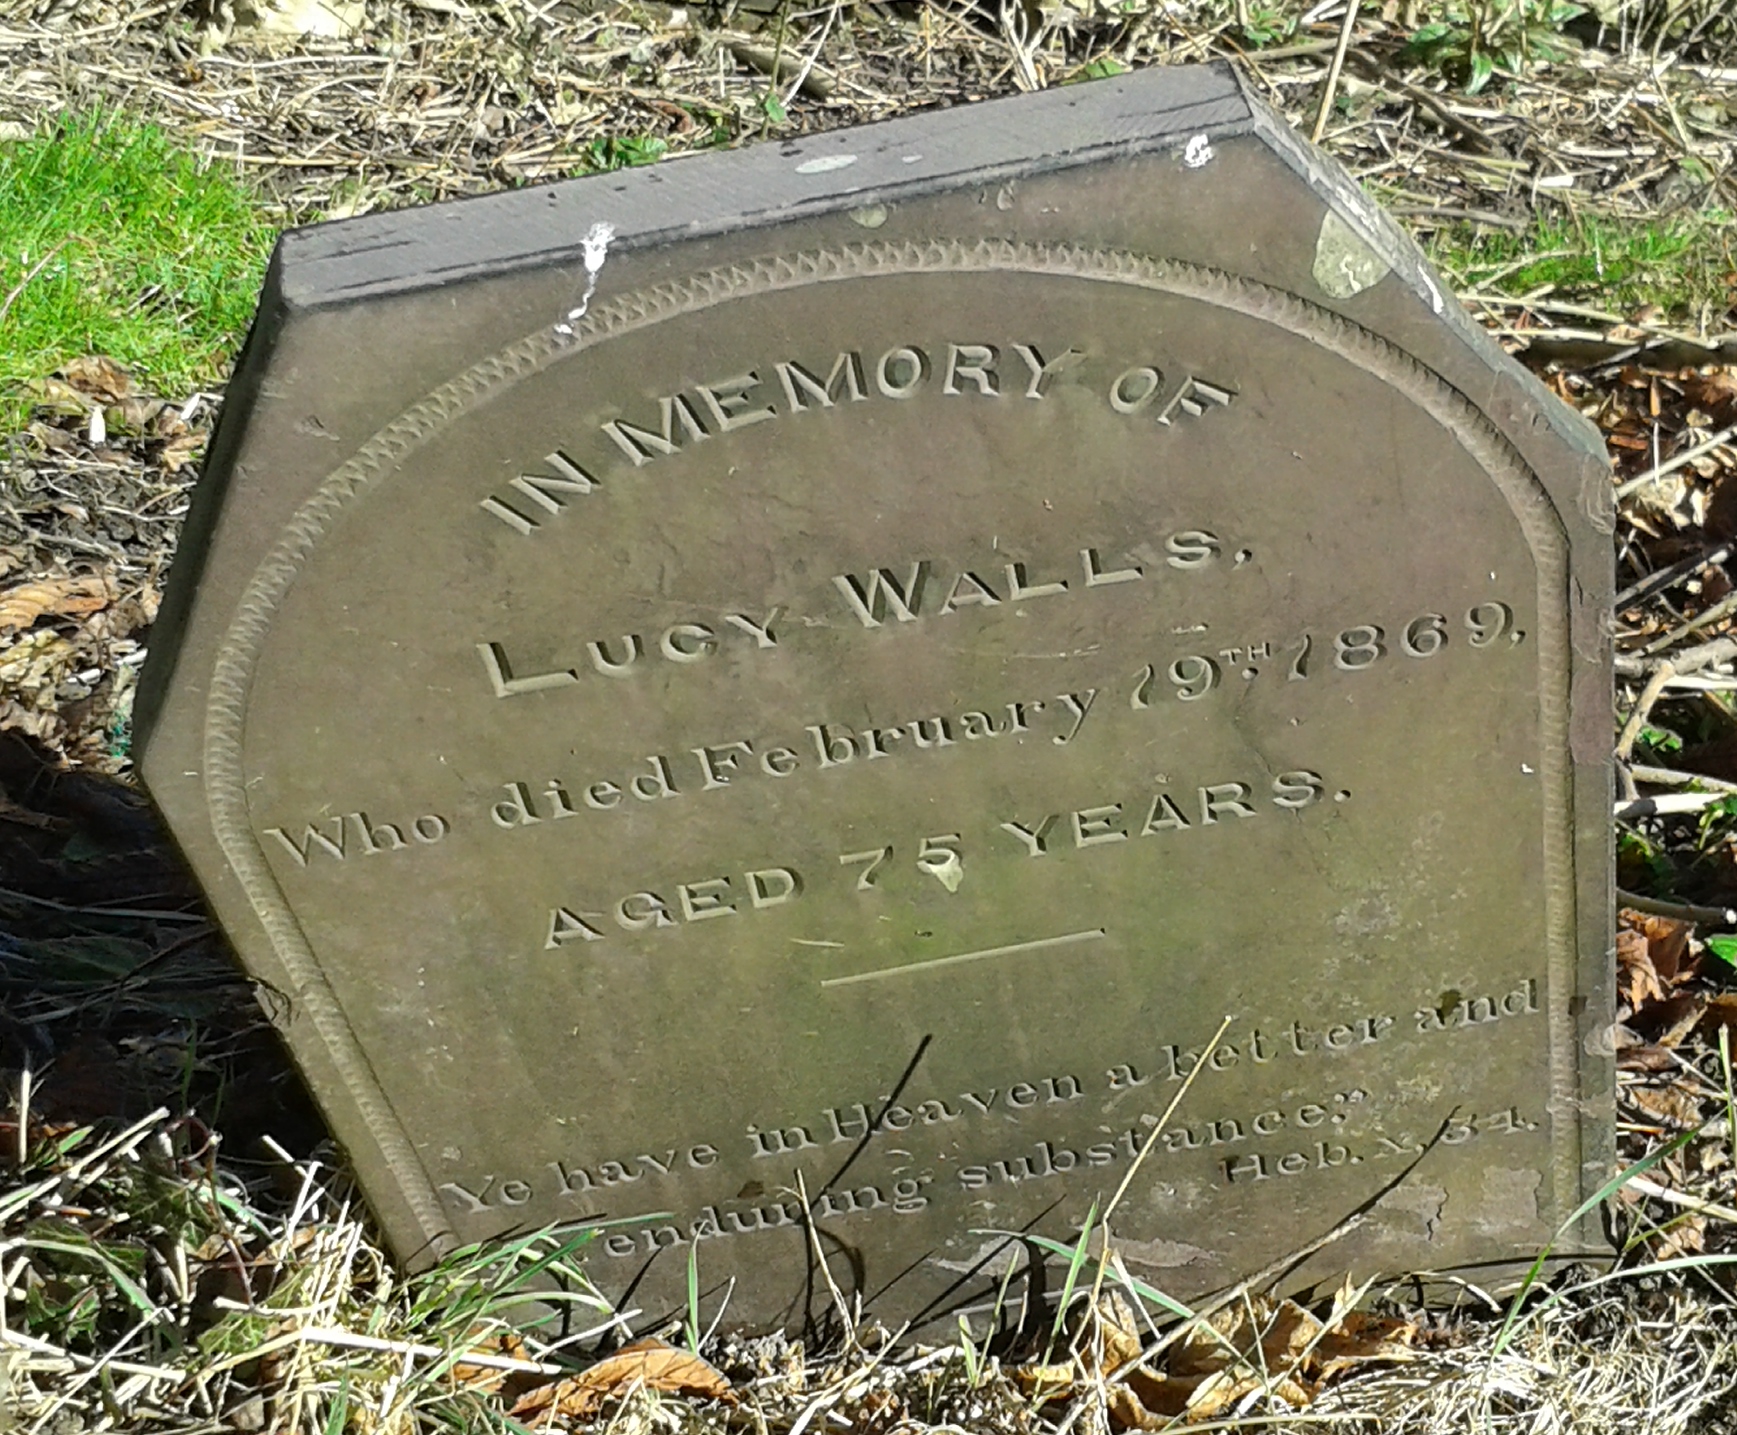 IN MEMORY OF
LUCY WALLS,
Who died February 19TH. 1869,
AGED 75 YEARS.
Ye have in Heaven a better and
enduring substance."
Heb. X, 34.